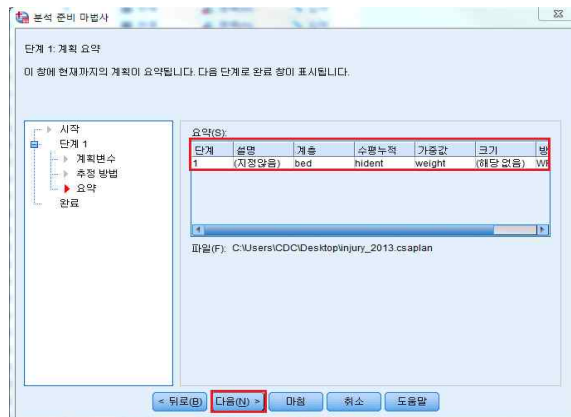 분석 준비 마법사
단계 1: 계획 요약
이 창에 현재까지의 계획이 요약됩니다. 다음 단계로 완료 창이 표시됩니다.
시작
단계 1
계획변수
추정 방법
요약
완료
요약(S):
단계 설명 계층 수평누적 가중값 크기 방
1 (지정않음) bed hident weight (해당 없음) WR
파일(F): C:\Users\CDC\Desktop\injury_2013.csaplan
< 뒤로(B) 다음(N) > 마침 취소 도움말